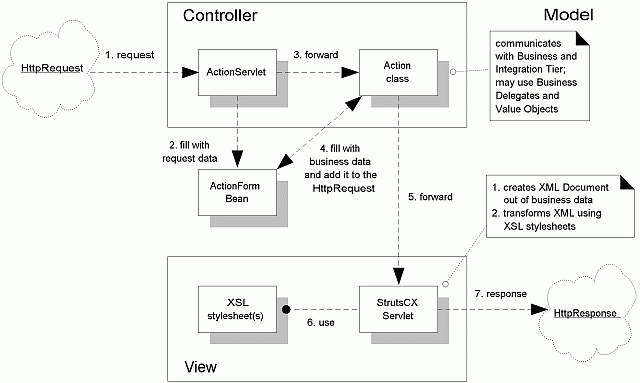 Controller
Model
HttpRequest
1. request
ActionServlet
3. forward
Action
class
communicates
with Business and
Integration Tier;
may use Business
Delegates and
Value Objects
2. fill with
request data
4. fill with
business data
and add it to the
HttpRequest
ActionForm
Bean
5. forward
1. creates XML Document
out of business data
2. transforms XML using
XSL stylesheets
XSL
stylesheet(s)
6. use
StrutsCX
Servlet
7. response
HttpResponse
View